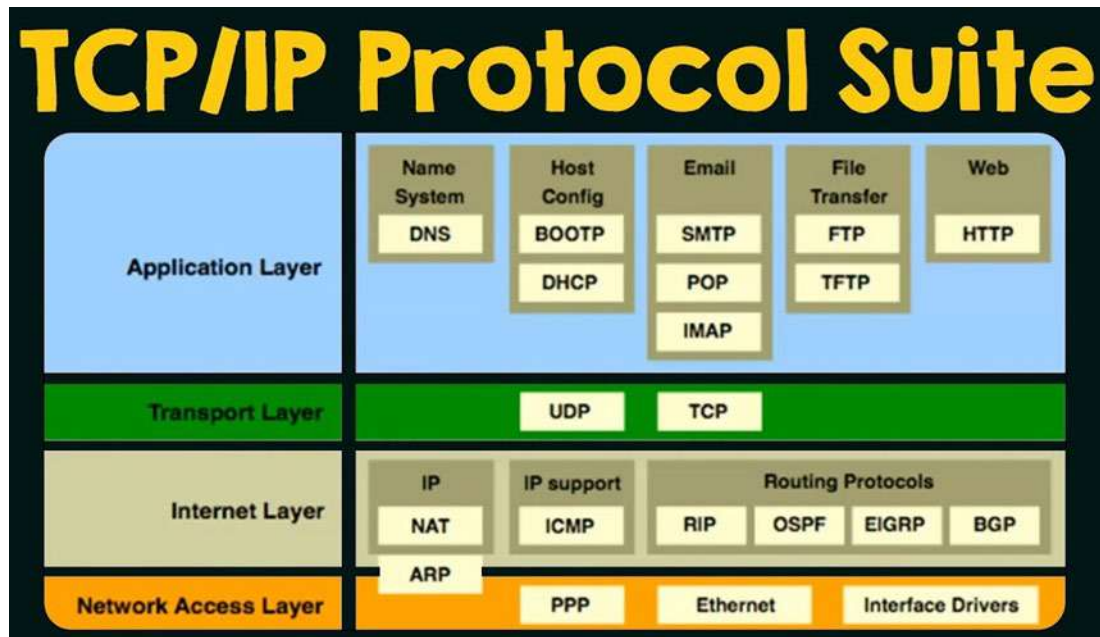 TCP/IP Protocol Suite
Application Layer
Name
System
DNS
Host
Config
BOOTP
DHCP
Email
SMTP
POP
IMAP
File
Transfer
FTP
TFTP
Web
HTTP
Transport Layer
UDP
TCP
Internet Layer
IP
NAT
IP support
ICMP
Routing Protocols
RIP
OSPF
EIGRP
BGP
ARP
Network Access Layer
PPP
Ethernet
Interface Drivers